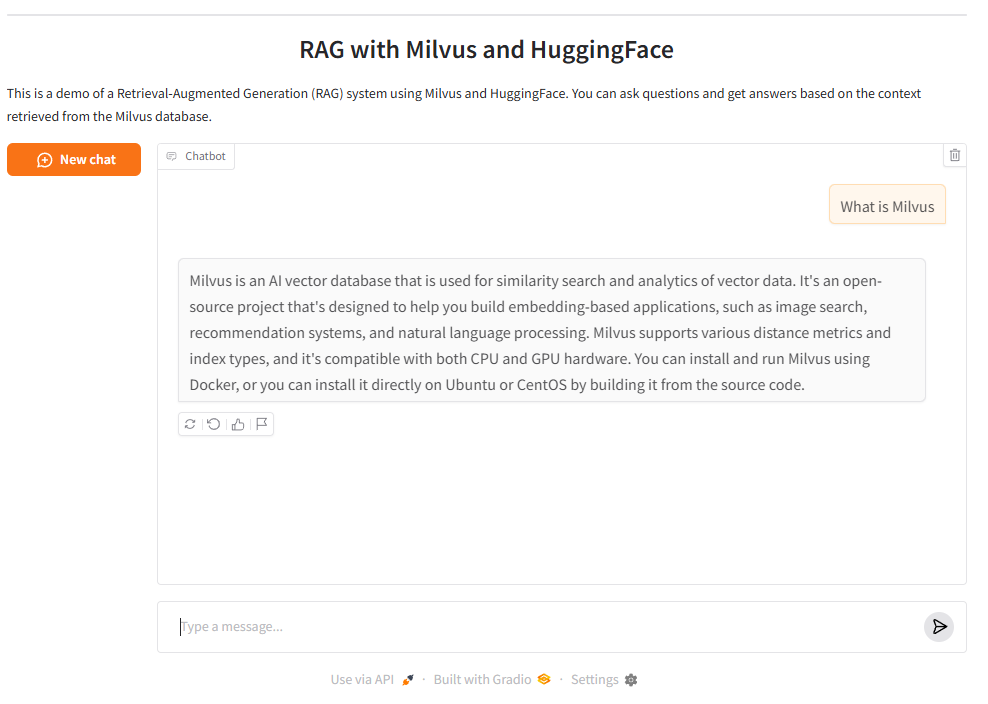 RAG with Milvus and HuggingFace
This is a demo of a Retrieval-Augmented Generation (RAG) system using Milvus and HuggingFace. You can ask questions and get answers based on the context
retrieved from the Milvus database.
New chat
Chatbot
What is Milvus
Milvus is an AI vector database that is used for similarity search and analytics of vector data. It's an open-
source project that's designed to help you build embedding-based applications, such as image search,
recommendation systems, and natural language processing. Milvus supports various distance metrics and
index types, and it's compatible with both CPU and GPU hardware. You can install and run Milvus using
Docker, or you can install it directly on Ubuntu or CentOS by building it from the source code.
Type a message...
Use via API · Built with Gradio · Settings